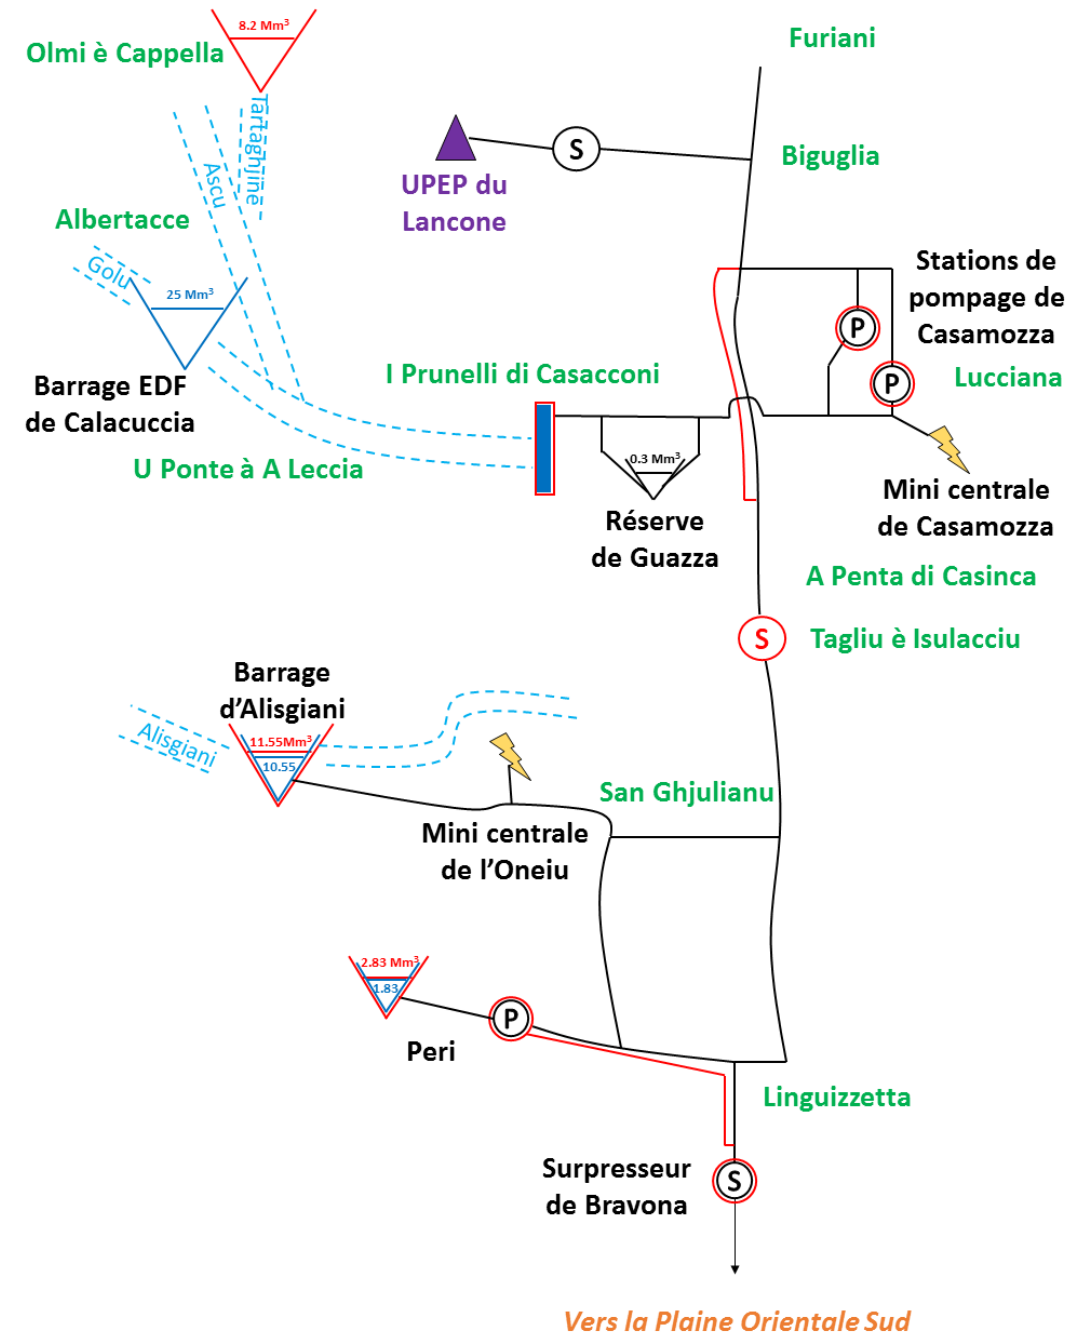 8.2 Mm³
Olmi è Cappella
Furiani
Tartaghjine
Ascu
S
Biguglia
UPEP du
Lancone
Albertacce
Golu
25 Mm³
Stations de
pompage de
Casamozza
P
Barrage EDF
de Calacuccia
I Prunelli di Casacconi
P
Lucciana
U Ponte à A Leccia
0.3 Mm³
Mini centrale
de Casamozza
Réserve
de Guazza
A Penta di Casinca
S
Tagliu è Isulacciu
Barrage
d'Alisgiani
Alisgiani
11.55Mm³
10.55
San Ghjulianu
Mini centrale
de l'Oneiu
2.83 Mm³
1.83
P
Peri
Linguizzetta
Surpresseur
de Bravona
S
Vers la Plaine Orientale Sud